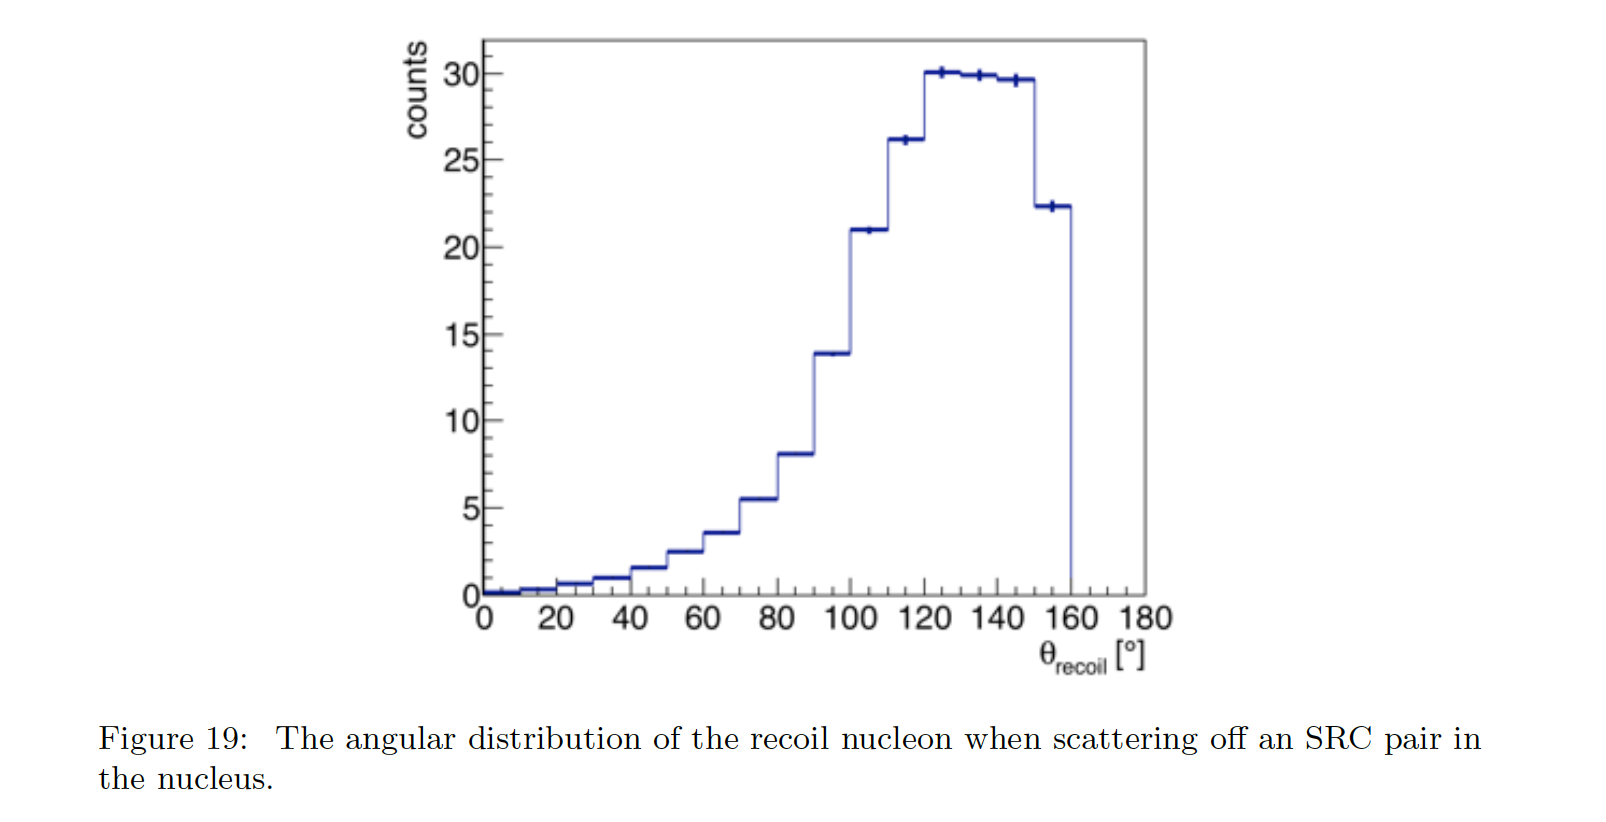 counts
30
25
20
15
10
5
0
0 20 40 60 80 100 120 140 160 180
θrecoil [°]
Figure 19: The angular distribution of the recoil nucleon when scattering off an SRC pair in
the nucleus.